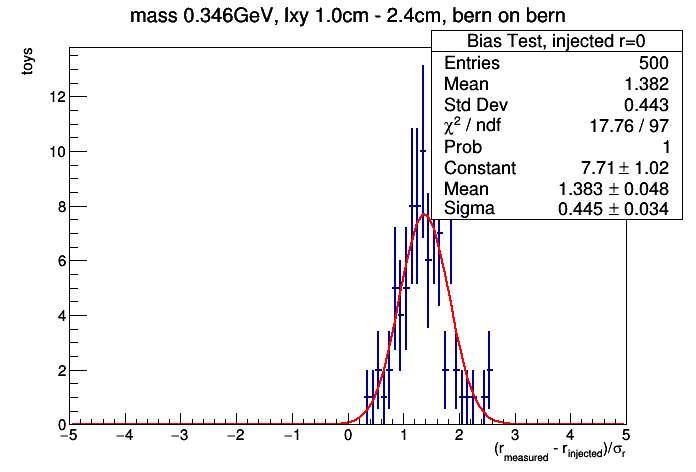 mass 0.346GeV, lxy 1.0cm - 2.4cm, bern on bern
Bias Test, injected r=0
Entries 500
Mean 1.382
Std Dev 0.443
χ² / ndf 17.76 / 97
Prob 1
Constant 7.71 ± 1.02
Mean 1.383 ± 0.048
Sigma 0.445 ± 0.034
toys
12
10
8
6
4
2
0
−5 −4 −3 −2 −1 0 1 2 3 4 5
(r_measured - r_injected)/σ_r